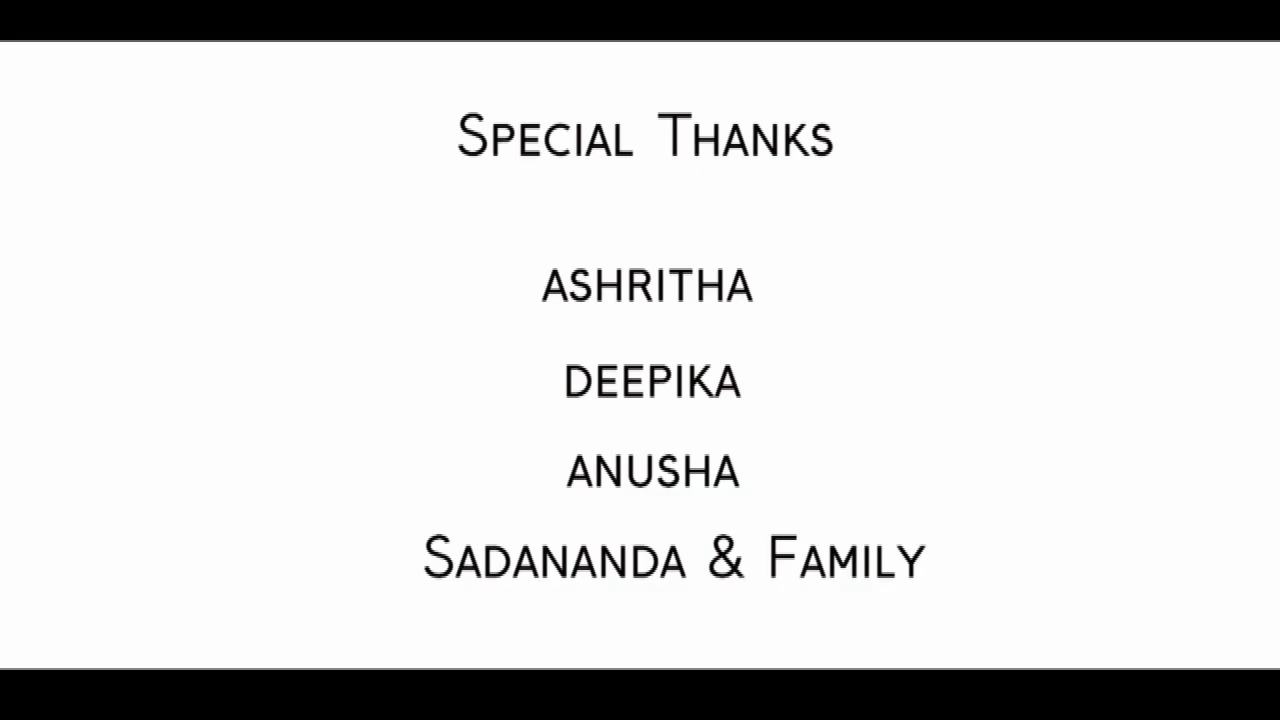 Special Thanks
ashritha
deepika
anusha
Sadananda & Family